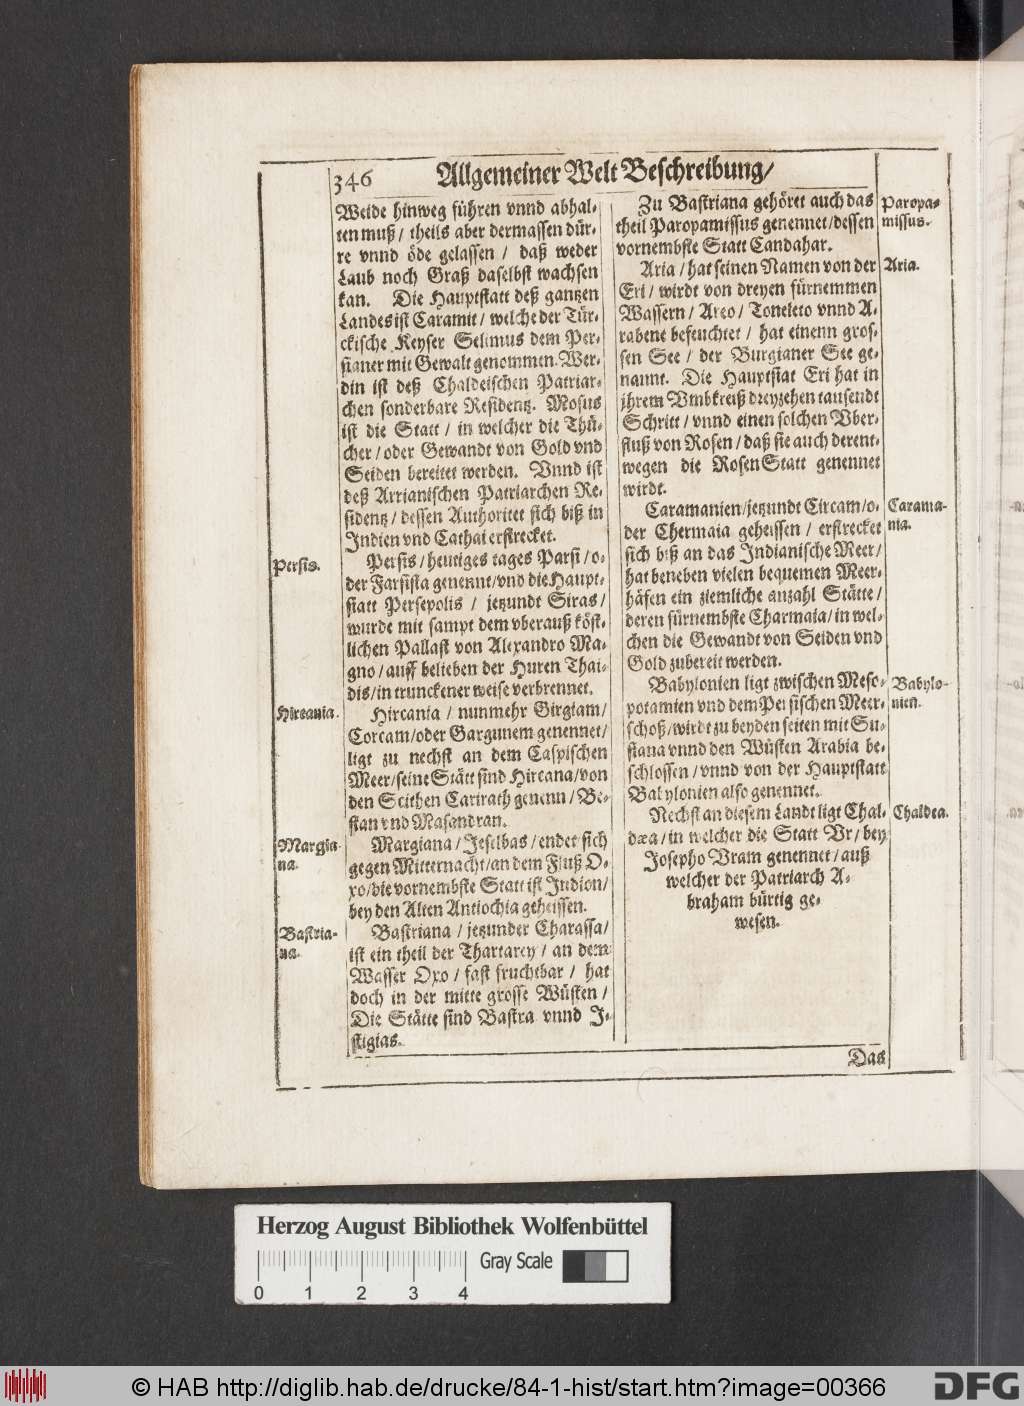 346
Allgemeiner Welt Beschreibung/
Weide hinweg führen vnnd abhal-
ten muß / theils aber dermassen dür-
re vnnd öde gelassen / daß weder
Laub noch Graß daselbst wachsen
kan. Die Hauptstatt deß gantzen
Landes ist Caramit / welche der Tür-
ckische Keyser Selimus dem Per-
sianer mit Gewalt genommen. Wer-
din ist deß Chaldeischen Patriar-
chen sonderbare Residentz. Mosus
ist die Statt / in welcher die Thü-
cher / oder Gewandt von Gold vnd
Seiden bereitet werden. Vnnd ist
deß Arrianischen Patriarchen Re-
sidentz / dessen Authoritet sich biß in
Indien vnd Cathai erstrecket.
Persis.
Persis / heutiges tages Parsi / o-
der Farsista genennt/vnd die Haupt-
statt Persepolis / jetzundt Siras /
wurde mit sampt dem vberauß köst-
lichen Pallast von Alexandro Ma-
gno / auff belieben der Huren Thai-
dis/in trunckener weise verbrennet.
Hircania.
Hircania / nunmehr Girgiam/
Corcam/oder Gargunem genennet/
ligt zu nechst an dem Caspischen
Meer/seine Stätt sind Hircana/von
den Scithen Carirath genenn / Be-
stan vnd Masandran.
Margia-
na.
Margiana / Jeselbas / endet sich
gegen Mitternacht/an dem Fluß O-
xo/die vornembste Statt ist Indion/
bey den Alten Antiochia geheissen.
Bastria-
na.
Bastriana / jetzunder Charassa/
ist ein theil der Thartarey / an dem
Wasser Oxo / fast fruchtbar / hat
doch in der mitte grosse Wüsten /
Die Stätte sind Bastra vnnd I-
stigias.
Zu Bastriana gehöret auch das
theil Paropamissus genennet/dessen
vornembste Statt Candahar.
Paropa-
missus.
Aria / hat seinen Namen von der
Eri / wirdt von dreyen fürnemmen
Wassern / Areo / Toneleto vnnd A-
rabene befeuchtet / hat einenn gros-
sen See / der Burgianer See ge-
nannt. Die Hauptstat Eri hat in
jhrem Vmbkreiß dreyzehen tausendt
Schritt / vnnd einen solchen Vber-
fluß von Rosen / daß sie auch derent-
wegen die RosenStatt genennet
wirdt.
Aria.
Caramanien/jetzundt Circam/o-
der Chermaia geheissen / erstrecket
sich biß an das Indianische Meer/
hat beneben vielen bequemen Meer-
häfen ein ziemliche anzahl Stätte /
deren fürnembste Charmaia/in wel-
chen die Gewandt von Seiden vnd
Gold zubereit werden.
Carama-
nia.
Babylonien ligt zwischen Meso-
potamien vnd dem Persischen Meer-
schoß/wirdt zu beyden seiten mit Su-
siana vnnd den Wüsten Arabia be-
schlossen / vnnd von der Hauptstatt
Babylonien also genennet.
Babylo-
nien.
Nechst an diesem Landt ligt Chal-
dæa / in welcher die Statt Vr/ bey
Josepho Vram genennet / auß
welcher der Patriarch A-
braham bürtig ge-
wesen.
Chaldea.
Das
Herzog August Bibliothek Wolfenbüttel
Gray Scale
0 1 2 3 4
© HAB http://diglib.hab.de/drucke/84-1-hist/start.htm?image=00366
DFG